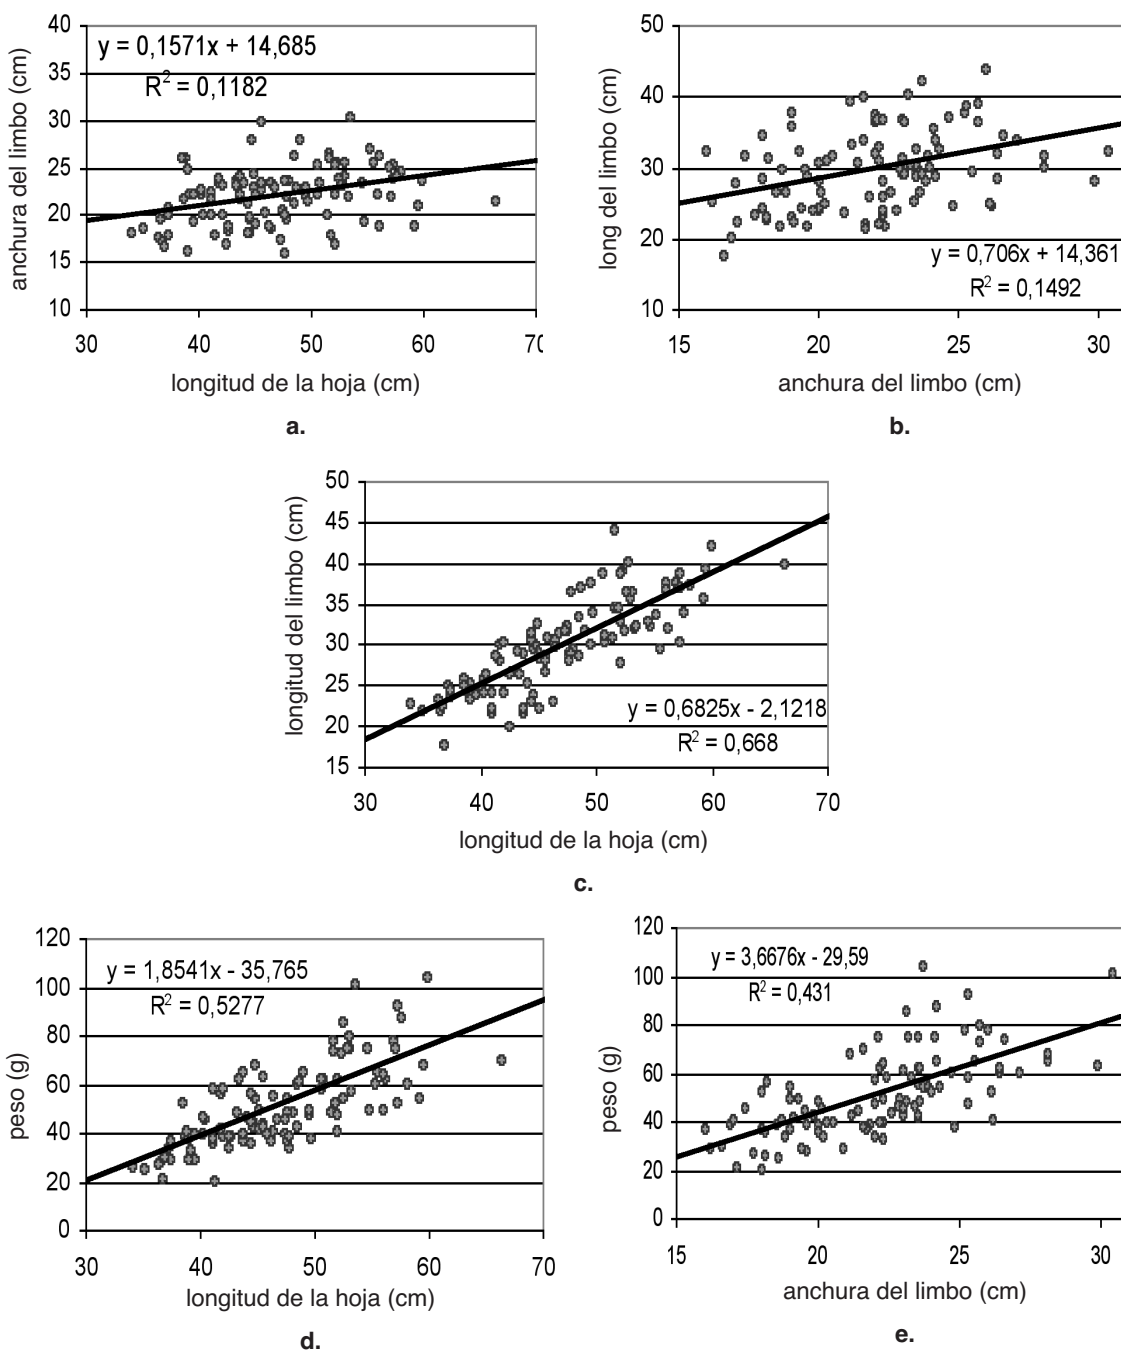 40
35
30
25
20
15
10
anchura del limbo (cm)
y = 0,1571x + 14,685
R² = 0,1182
30 40 50 60 70
longitud de la hoja (cm)
a.
50
40
30
20
10
long del limbo (cm)
y = 0,706x + 14,361
R² = 0,1492
15 20 25 30
anchura del limbo (cm)
b.
50
45
40
35
30
25
20
15
longitud del limbo (cm)
y = 0,6825x - 2,1218
R² = 0,668
30 40 50 60 70
longitud de la hoja (cm)
c.
120
100
80
60
40
20
0
peso (g)
y = 1,8541x - 35,765
R² = 0,5277
30 40 50 60 70
longitud de la hoja (cm)
d.
120
100
80
60
40
20
0
peso (g)
y = 3,6676x - 29,59
R² = 0,431
15 20 25 30
anchura del limbo (cm)
e.